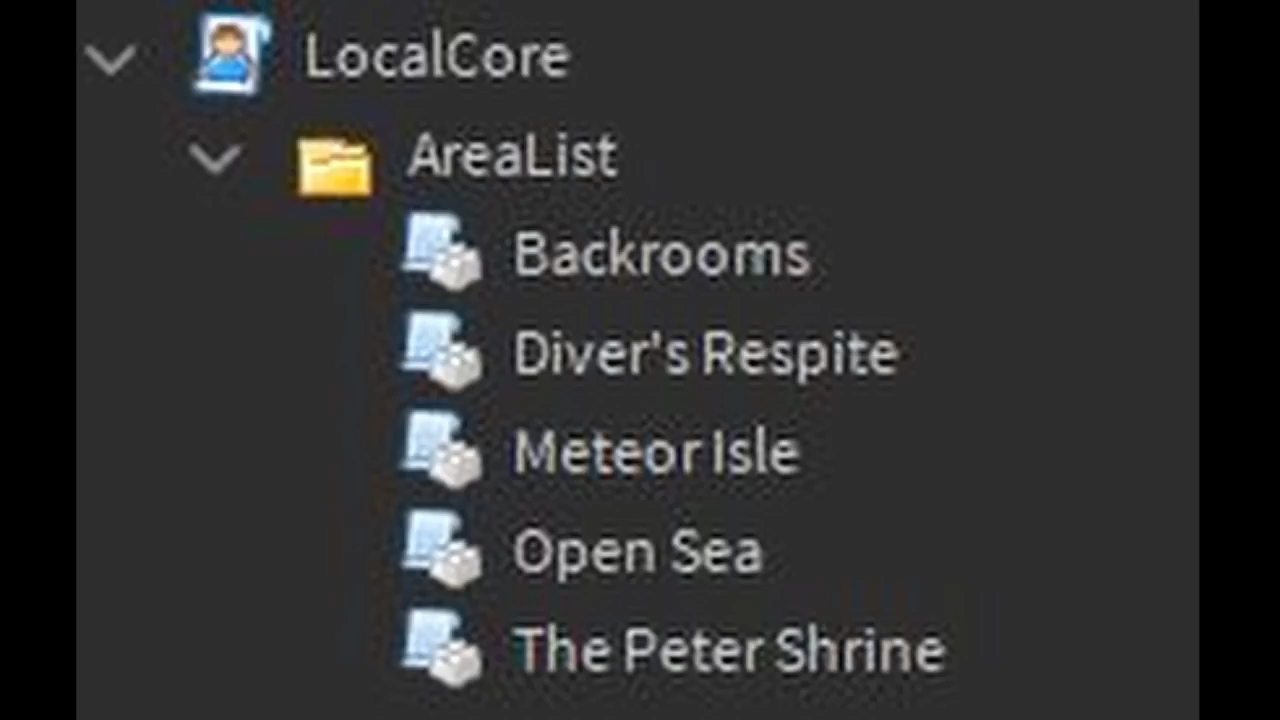 LocalCore
AreaList
Backrooms
Diver's Respite
Meteor Isle
Open Sea
The Peter Shrine